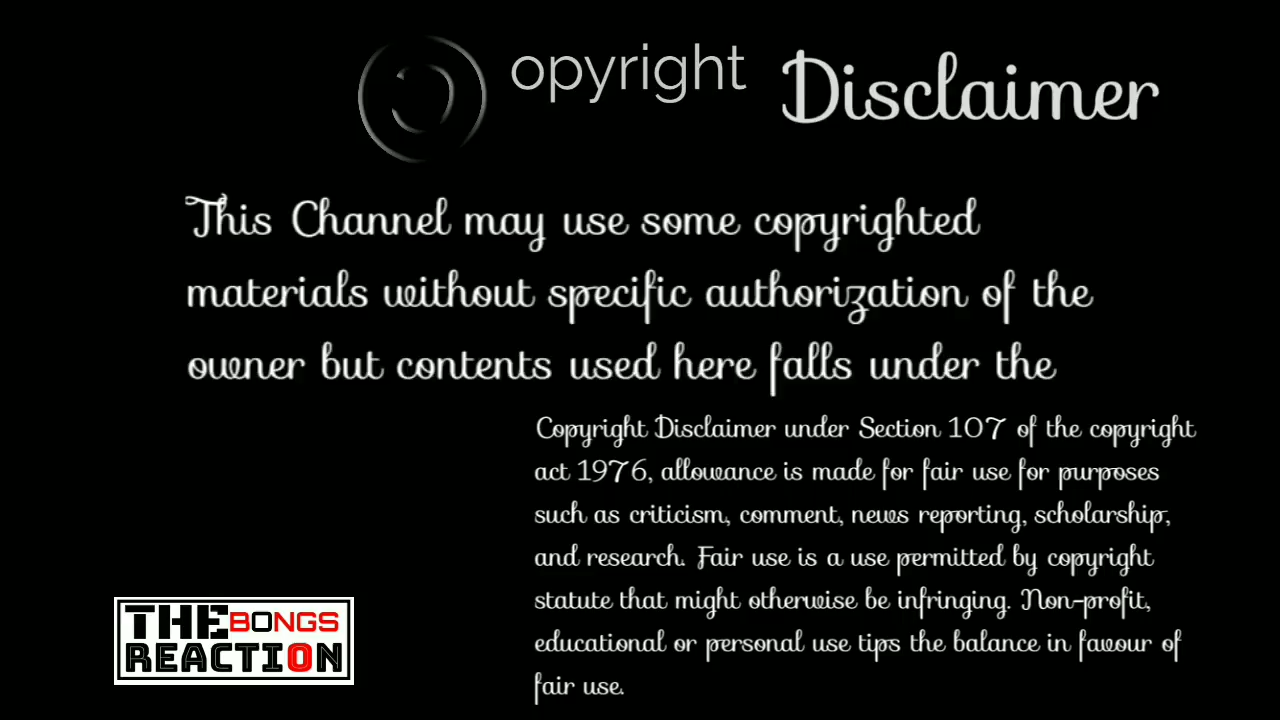 ©opyright Disclaimer
This Channel may use some copyrighted
materials without specific authorization of the
owner but contents used here falls under the
Copyright Disclaimer under Section 107 of the copyright
act 1976, allowance is made for fair use for purposes
such as criticism, comment, news reporting, scholarship,
and research. Fair use is a use permitted by copyright
statute that might otherwise be infringing. Non-profit,
educational or personal use tips the balance in favour of
fair use.
THE BONGS
REACTION